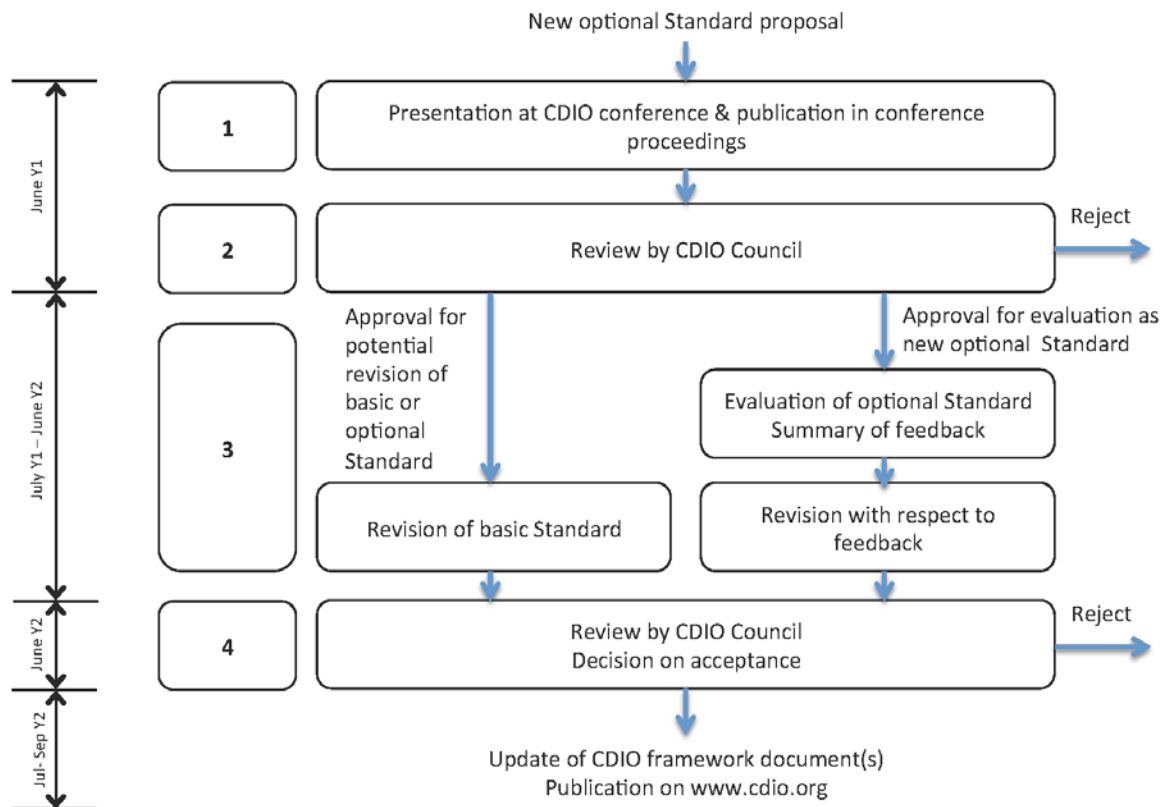 New optional Standard proposal
June Y1
1
Presentation at CDIO conference & publication in conference
proceedings
2
Review by CDIO Council
Reject
July Y1 – June Y2
3
Approval for
potential
revision of
basic or
optional
Standard
Approval for evaluation as
new optional Standard
Evaluation of optional Standard
Summary of feedback
Revision of basic Standard
Revision with respect to
feedback
June Y2
4
Review by CDIO Council
Decision on acceptance
Reject
Jul- Sep Y2
Update of CDIO framework document(s)
Publication on www.cdio.org